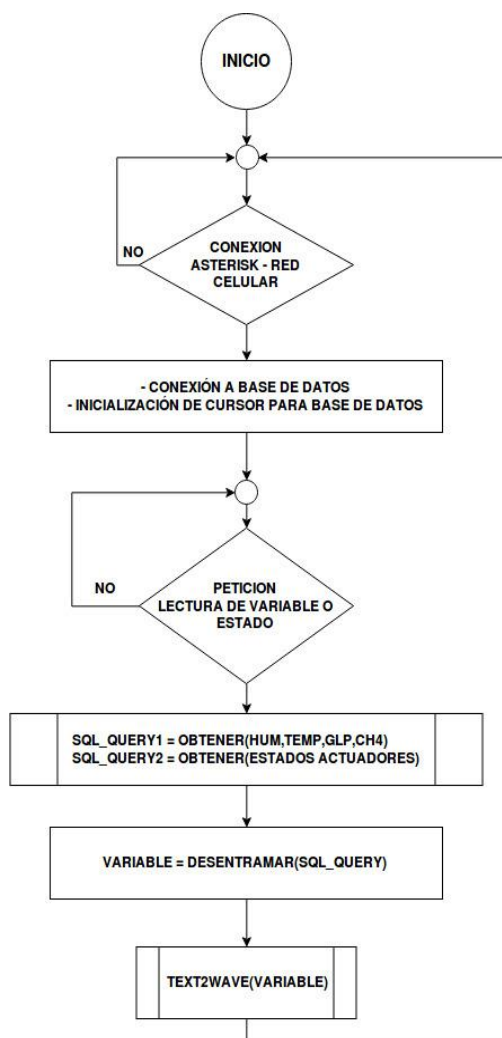 INICIO
NO
CONEXION
ASTERISK - RED
CELULAR
- CONEXIÓN A BASE DE DATOS
- INICIALIZACIÓN DE CURSOR PARA BASE DE DATOS
NO
PETICION
LECTURA DE VARIABLE O
ESTADO
SQL_QUERY1 = OBTENER(HUM,TEMP,GLP,CH4)
SQL_QUERY2 = OBTENER(ESTADOS ACTUADORES)
VARIABLE = DESENTRAMAR(SQL_QUERY)
TEXT2WAVE(VARIABLE)